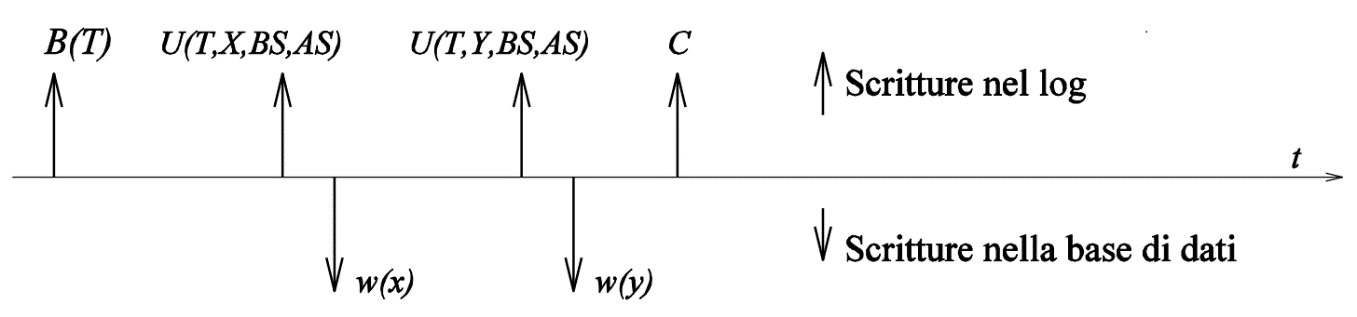 B(T) U(T,X,BS,AS) U(T,Y,BS,AS) C
Scritture nel log
t
Scritture nella base di dati
w(x) w(y)